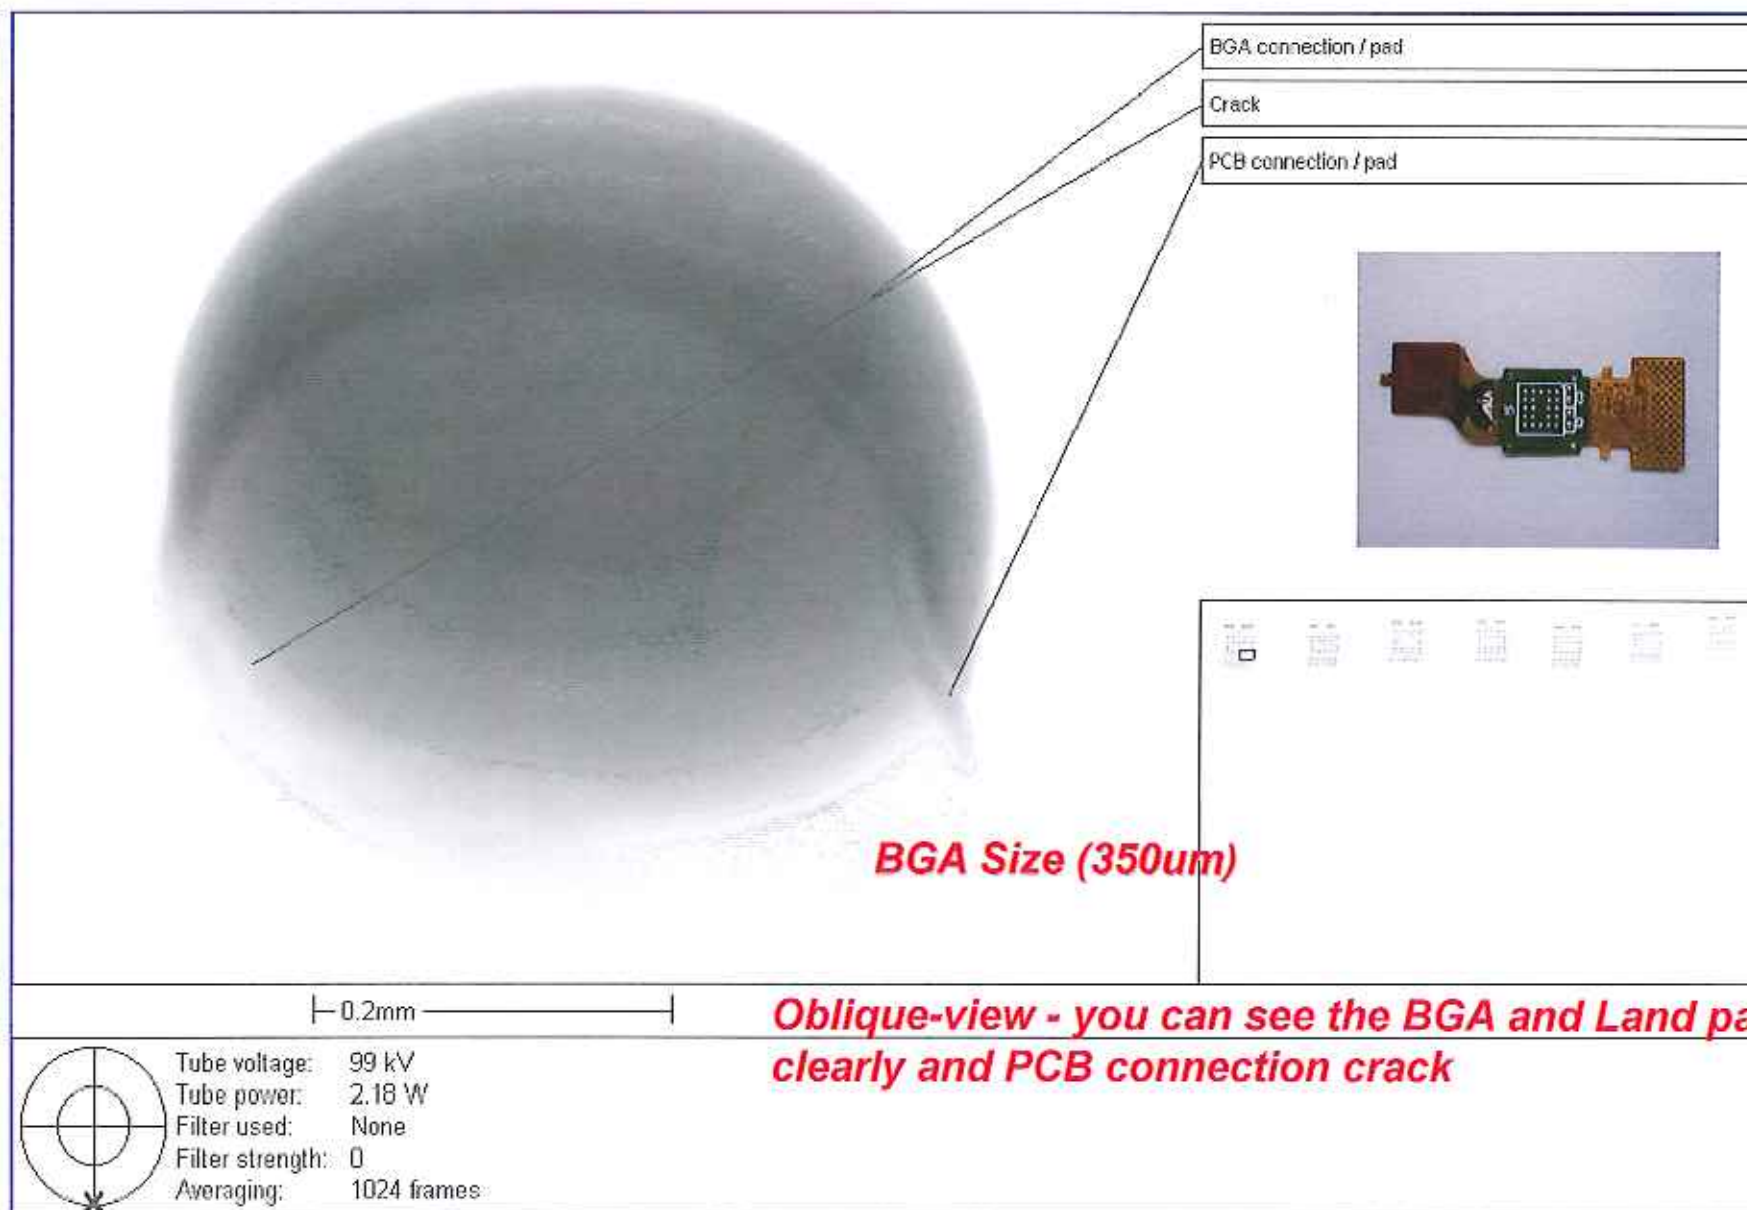 BGA connection / pad
Crack
PCB connection / pad
BGA Size (350um)
0.2mm
Oblique-view - you can see the BGA and Land pa
clearly and PCB connection crack
Tube voltage: 99 kV
Tube power: 2.18 W
Filter used: None
Filter strength: 0
Averaging: 1024 frames